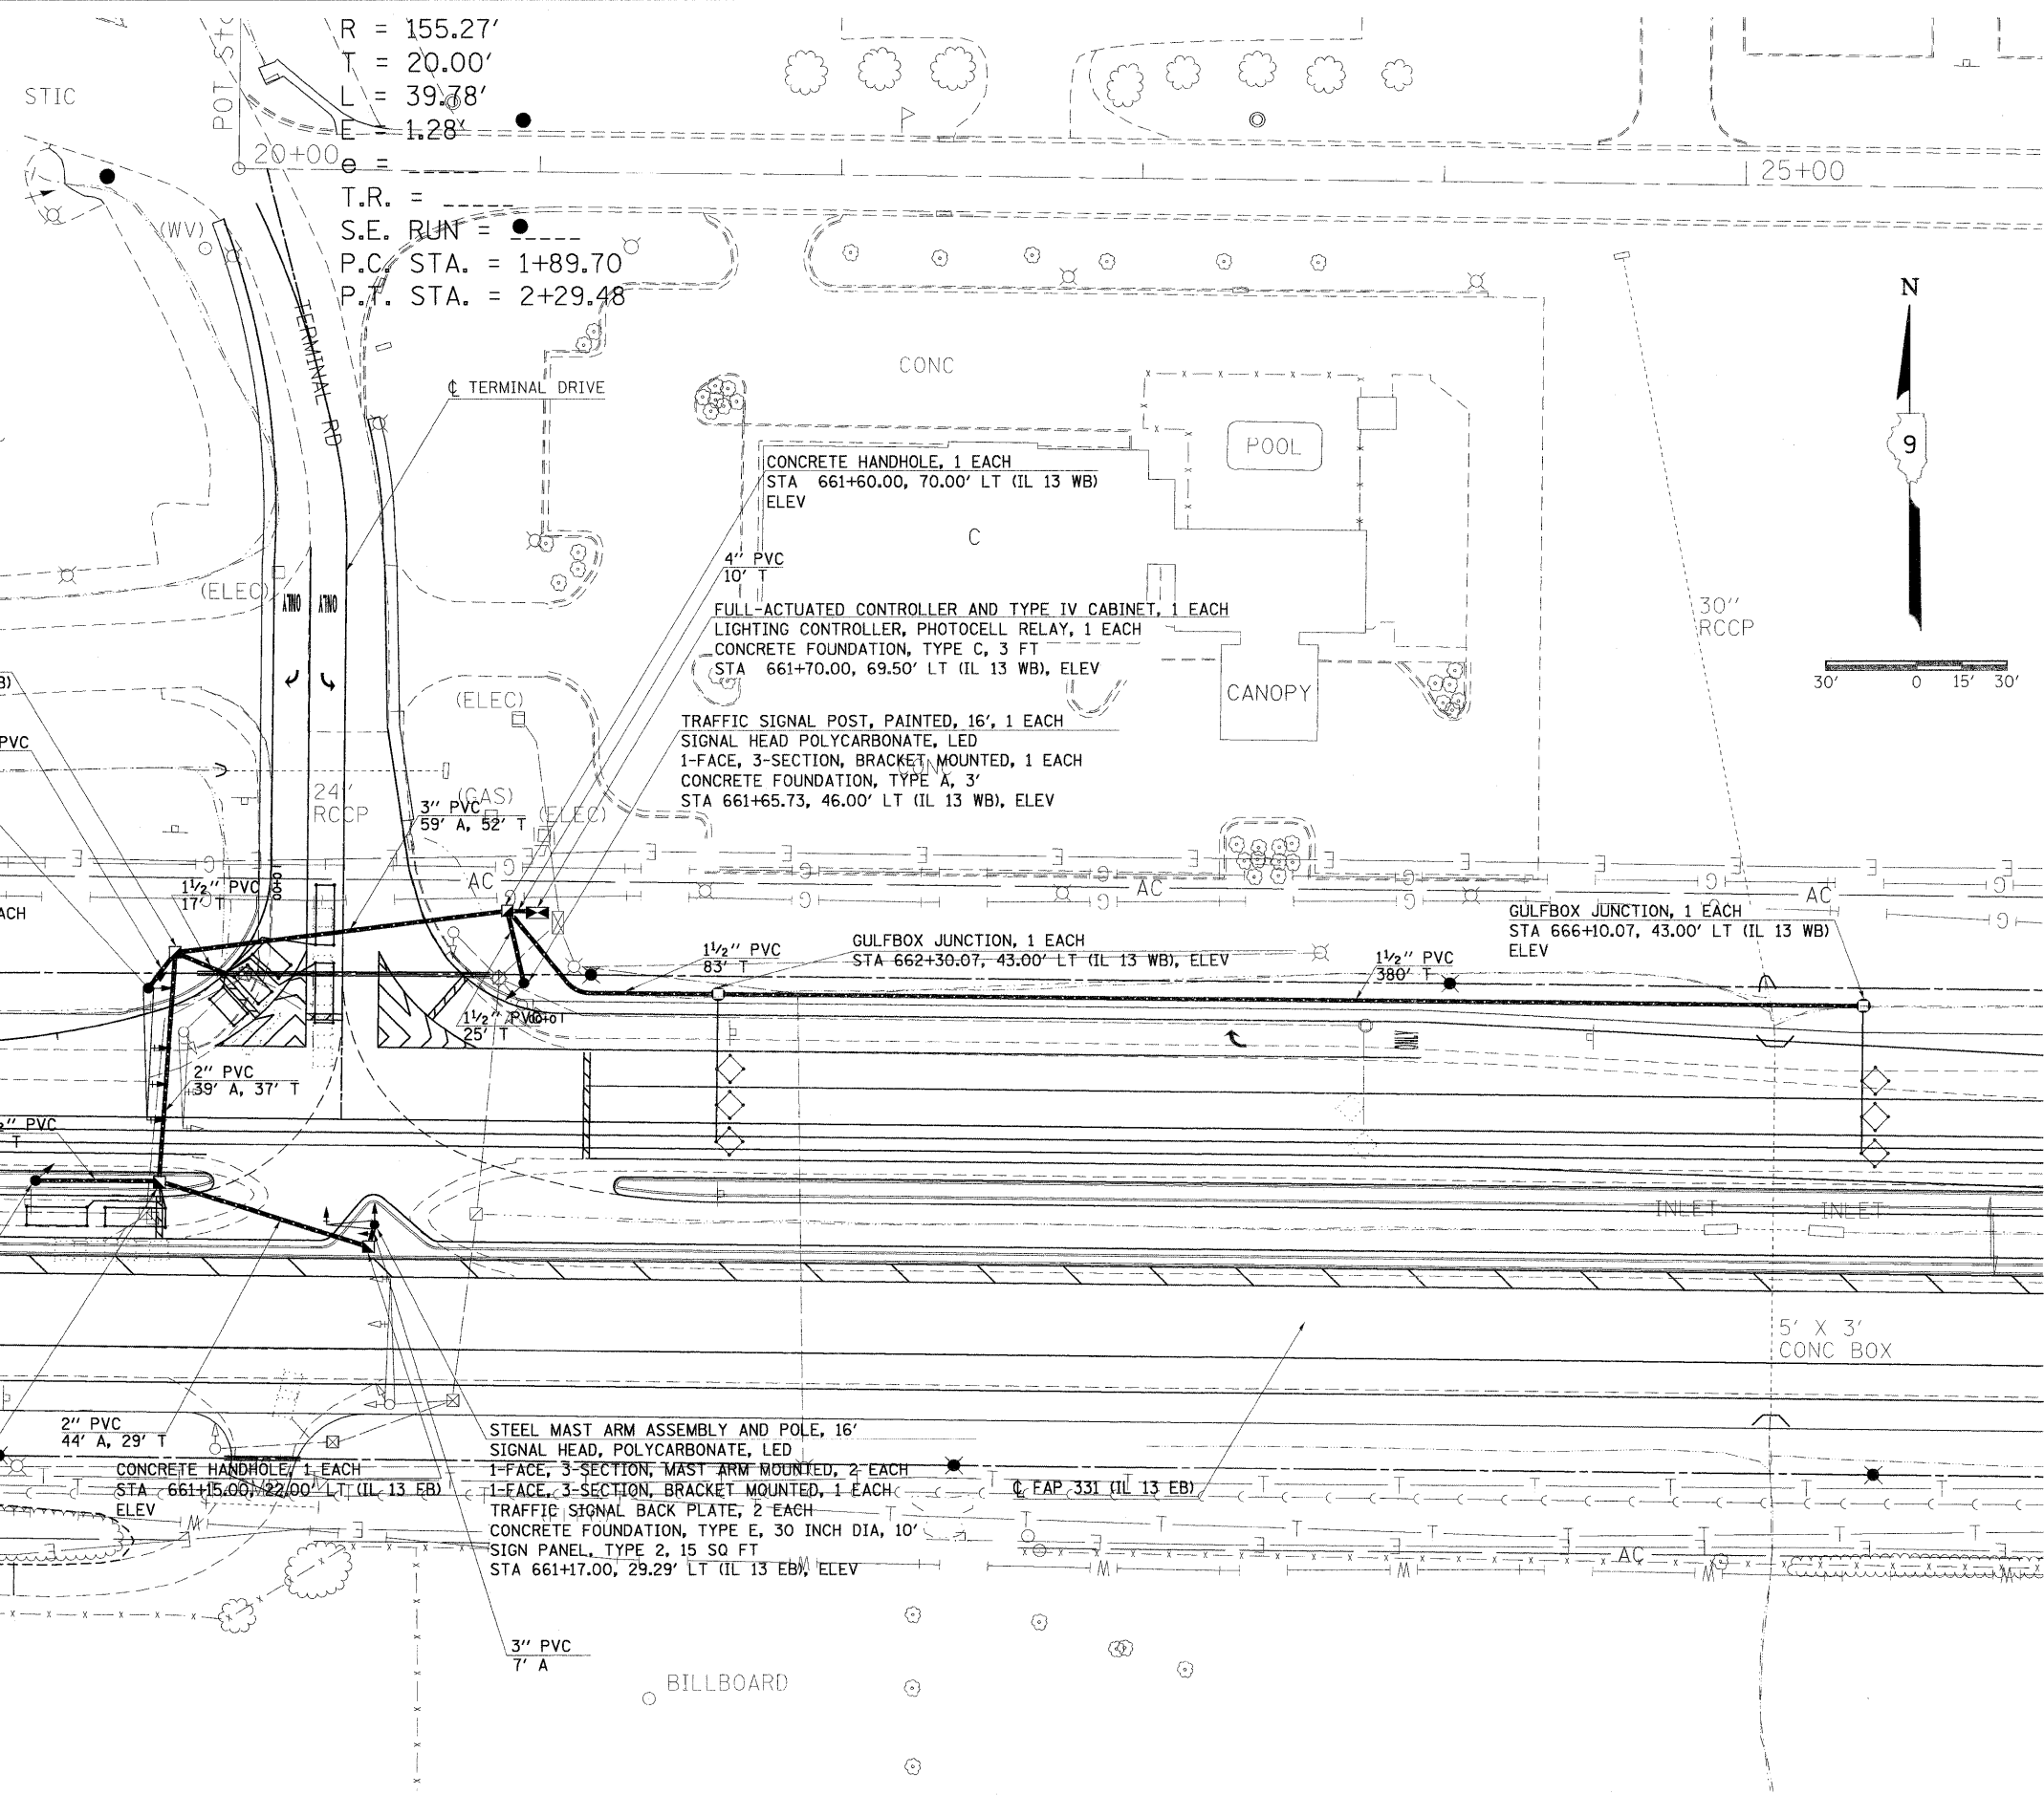 R = 155.27'
T = 20.00'
L = 39.78'
E = 1.28'
e = -----
T.R. = -----
S.E. RUN = -----
P.C. STA. = 1+89.70
P.T. STA. = 2+29.48
STIC
20+00
25+00
(WV)
TERMINAL RD
℄ TERMINAL DRIVE
CONC
POOL
N
9
CONCRETE HANDHOLE, 1 EACH
STA 661+60.00, 70.00' LT (IL 13 WB)
ELEV
C
4'' PVC
10' T
(ELEC)
ONLY
ONLY
FULL-ACTUATED CONTROLLER AND TYPE IV CABINET, 1 EACH
LIGHTING CONTROLLER, PHOTOCELL RELAY, 1 EACH
CONCRETE FOUNDATION, TYPE C, 3 FT
STA 661+70.00, 69.50' LT (IL 13 WB), ELEV
30''
RCCP
30' 0 15' 30'
B)
(ELEC)
CANOPY
TRAFFIC SIGNAL POST, PAINTED, 16', 1 EACH
SIGNAL HEAD POLYCARBONATE, LED
1-FACE, 3-SECTION, BRACKET MOUNTED, 1 EACH
CONCRETE FOUNDATION, TYPE A, 3'
STA 661+65.73, 46.00' LT (IL 13 WB), ELEV
CONC
PVC
24''
RCCP
(GAS)
(ELEC)
3'' PVC
59' A, 52' T
1½'' PVC
17' T
AC
AC
AC
ACH
GULFBOX JUNCTION, 1 EACH
STA 666+10.07, 43.00' LT (IL 13 WB)
ELEV
1½'' PVC
83' T
GULFBOX JUNCTION, 1 EACH
STA 662+30.07, 43.00' LT (IL 13 WB), ELEV
1½'' PVC
380' T
1½'' PVC
25' T
2'' PVC
39' A, 37' T
½'' PVC
T
INLET
INLET
5' X 3'
CONC BOX
2'' PVC
44' A, 29' T
CONCRETE HANDHOLE, 1 EACH
STA 661+15.00, 22.00' LT (IL 13 EB)
ELEV
STEEL MAST ARM ASSEMBLY AND POLE, 16'
SIGNAL HEAD, POLYCARBONATE, LED
1-FACE, 3-SECTION, MAST ARM MOUNTED, 2 EACH
1-FACE, 3-SECTION, BRACKET MOUNTED, 1 EACH
TRAFFIC SIGNAL BACK PLATE, 2 EACH
CONCRETE FOUNDATION, TYPE E, 30 INCH DIA, 10'
SIGN PANEL, TYPE 2, 15 SQ FT
STA 661+17.00, 29.29' LT (IL 13 EB), ELEV
℄ FAP 331 (IL 13 EB)
AC
3'' PVC
7' A
BILLBOARD